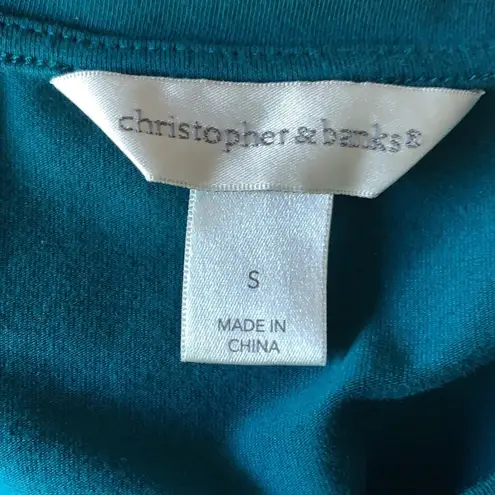 christopher & banks®
S
MADE IN
CHINA